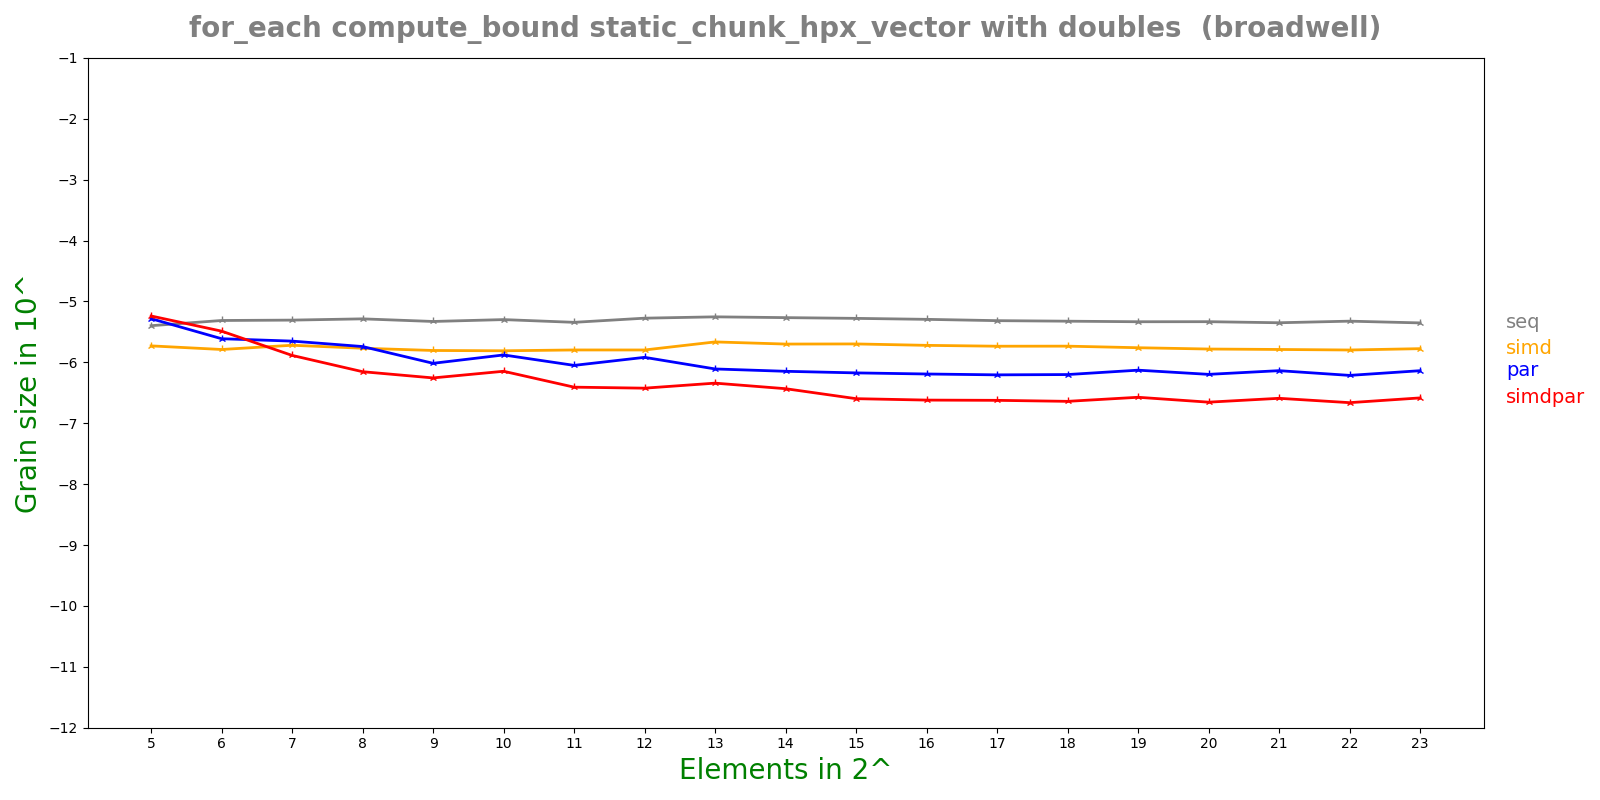 for_each compute_bound static_chunk_hpx_vector with doubles (broadwell)
−1
−2
−3
−4
−5
−6
−7
−8
−9
−10
−11
−12
Grain size in 10^
5 6 7 8 9 10 11 12 13 14 15 16 17 18 19 20 21 22 23
Elements in 2^
seq
simd
par
simdpar